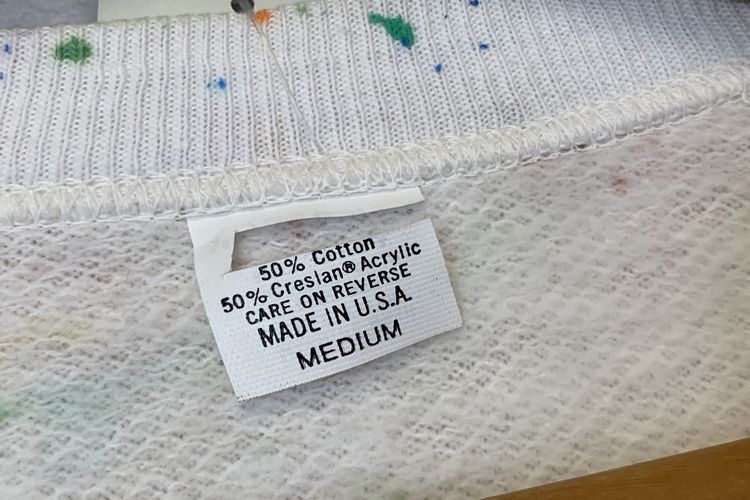 50% Cotton
50% Creslan® Acrylic
CARE ON REVERSE
MADE IN U.S.A.
MEDIUM